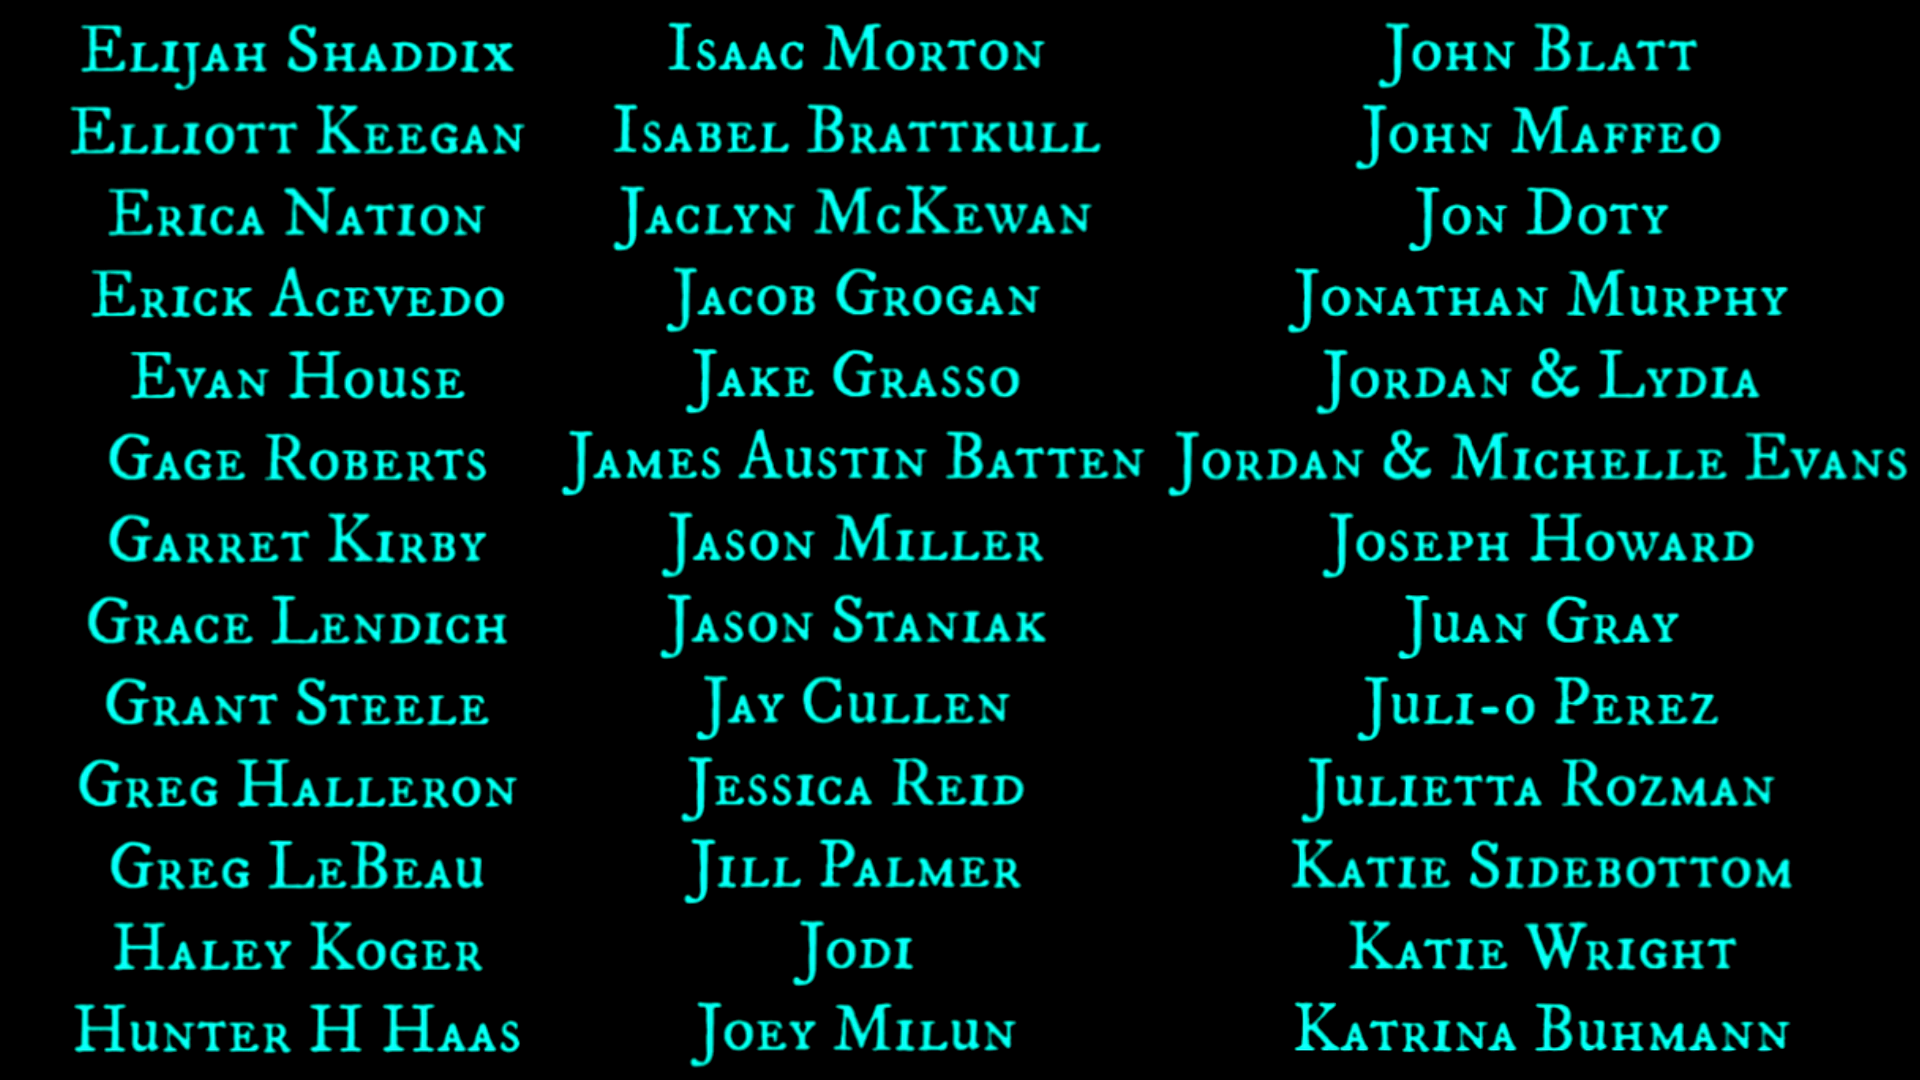 Elijah Shaddix
Elliott Keegan
Erica Nation
Erick Acevedo
Evan House
Gage Roberts
Garret Kirby
Grace Lendich
Grant Steele
Greg Halleron
Greg LeBeau
Haley Koger
Hunter H Haas
Isaac Morton
Isabel Brattkull
Jaclyn McKewan
Jacob Grogan
Jake Grasso
James Austin Batten
Jason Miller
Jason Staniak
Jay Cullen
Jessica Reid
Jill Palmer
Jodi
Joey Milun
John Blatt
John Maffeo
Jon Doty
Jonathan Murphy
Jordan & Lydia
Jordan & Michelle Evans
Joseph Howard
Juan Gray
Juli-o Perez
Julietta Rozman
Katie Sidebottom
Katie Wright
Katrina Buhmann